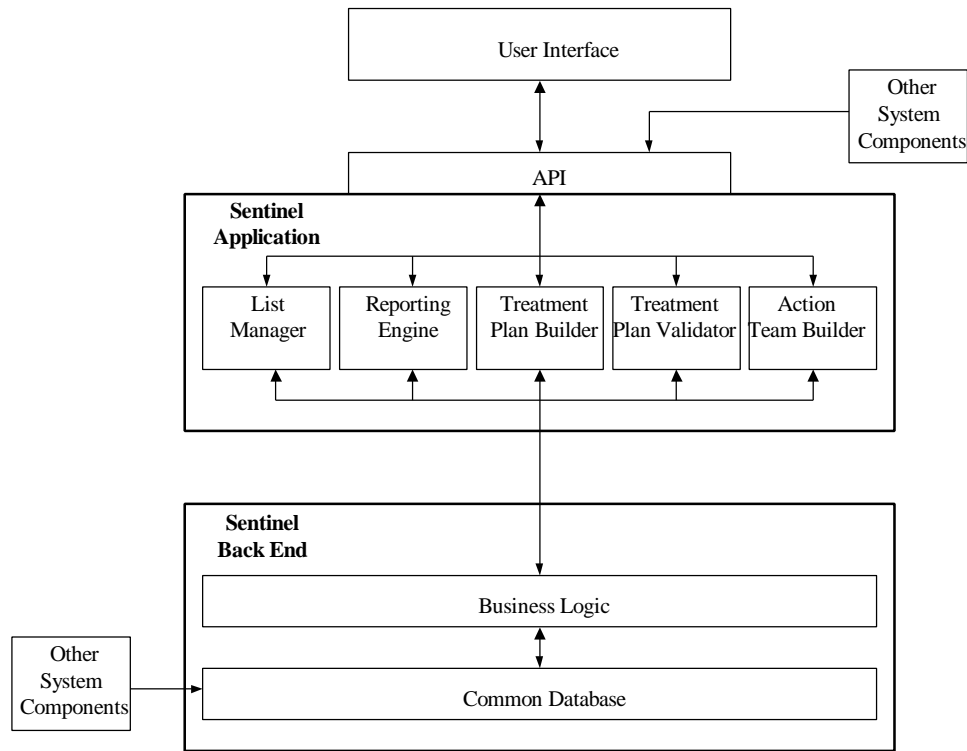 User Interface
Other
System
Components
API
Sentinel
Application
List
Manager
Reporting
Engine
Treatment
Plan Builder
Treatment
Plan Validator
Action
Team Builder
Sentinel
Back End
Business Logic
Other
System
Components
Common Database